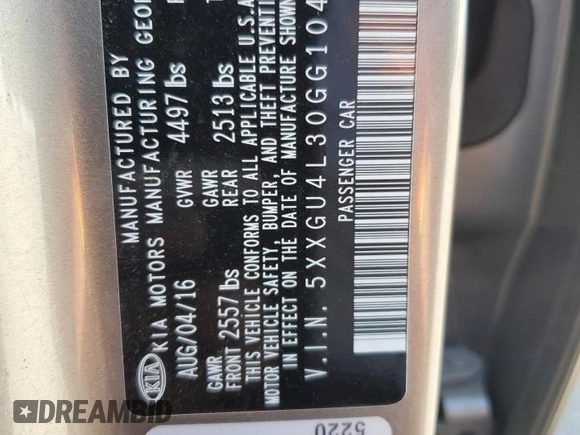 MANUFACTURED BY
KIA MOTORS MANUFACTURING
KIA
AUG/04/16
GVWR 4497 lbs
GAWR FRONT 2557 lbs
GAWR REAR 2513 lbs
THIS VEHICLE CONFORMS TO ALL APPLICABLE U.S.A
MOTOR VEHICLE SAFETY, BUMPER, AND THEFT PREVENTI
IN EFFECT ON THE DATE OF MANUFACTURE SHOWN
V.I.N. 5XXGU4L30GG104
PASSENGER CAR
5220
DREAMBID